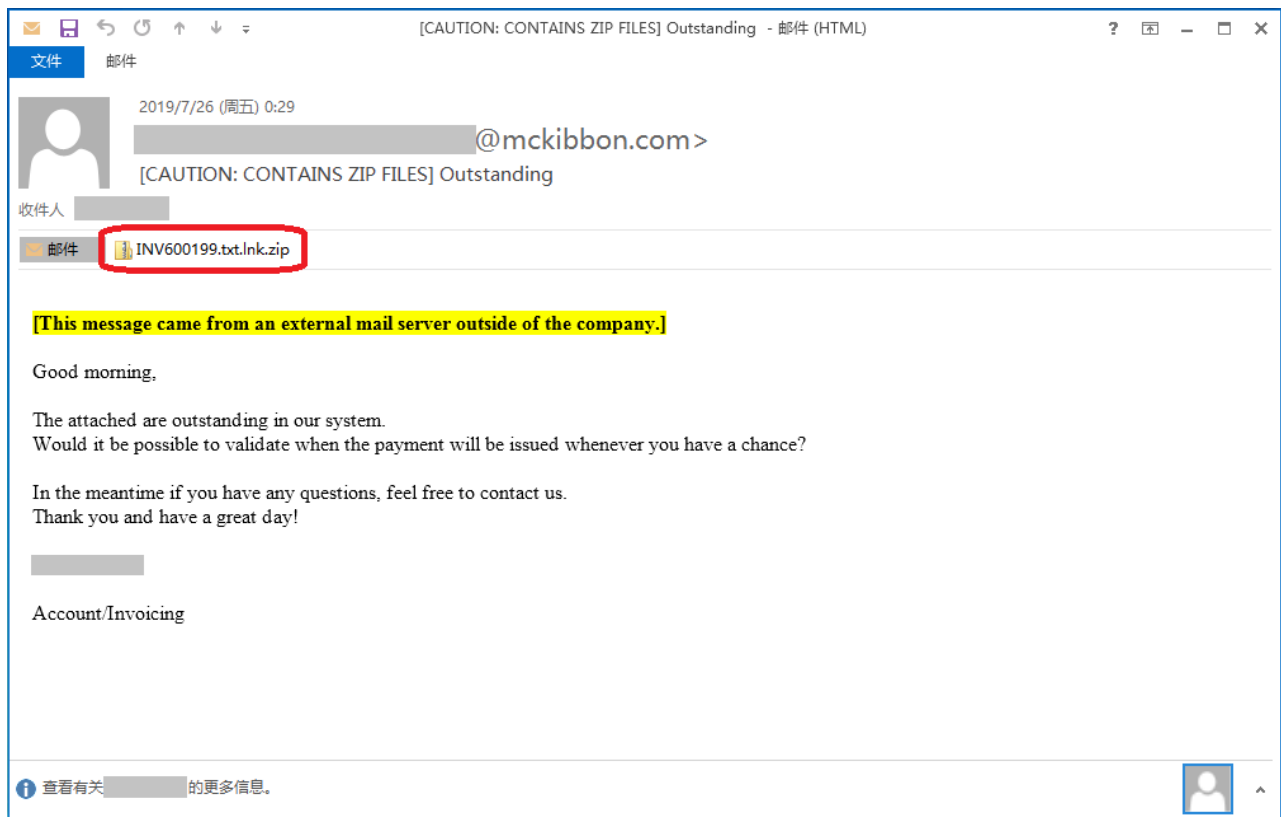 [CAUTION: CONTAINS ZIP FILES] Outstanding - 邮件 (HTML)
文件 邮件
2019/7/26 (周五) 0:29
@mckibbon.com>
[CAUTION: CONTAINS ZIP FILES] Outstanding
收件人
邮件 INV600199.txt.lnk.zip
[This message came from an external mail server outside of the company.]
Good morning,
The attached are outstanding in our system.
Would it be possible to validate when the payment will be issued whenever you have a chance?
In the meantime if you have any questions, feel free to contact us.
Thank you and have a great day!
Account/Invoicing
查看有关 的更多信息。